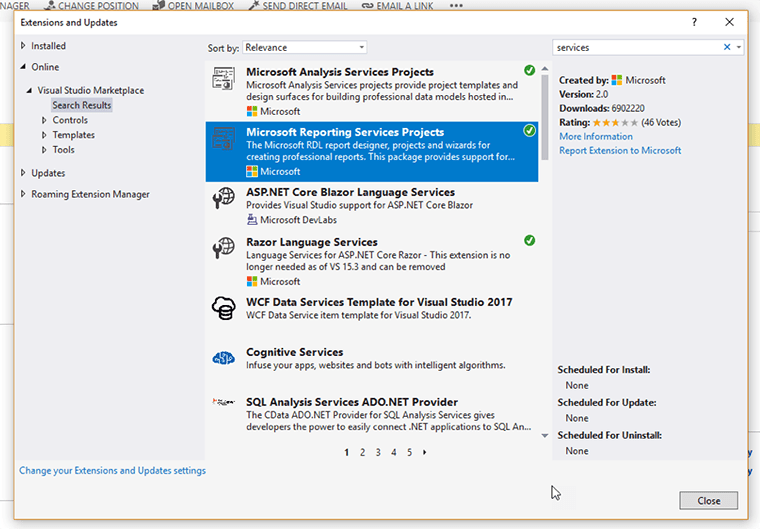 NAGER CHANGE POSITION OPEN MAILBOX SEND DIRECT EMAIL EMAIL A LINK •••
Extensions and Updates
? ×
Installed
Online
Visual Studio Marketplace
Search Results
Controls
Templates
Tools
Updates
Roaming Extension Manager
Sort by: Relevance
Microsoft Analysis Services Projects
Microsoft Analysis Services projects provide project templates and
design surfaces for building professional data models hosted in...
Microsoft
Microsoft Reporting Services Projects
The Microsoft RDL report designer, projects and wizards for
creating professional reports. This package provides support for...
Microsoft
ASP.NET Core Blazor Language Services
Provides Visual Studio support for ASP.NET Core Blazor
Microsoft DevLabs
Razor Language Services
Language Services for ASP.NET Core Razor - This extension is no
longer needed as of VS 15.3 and can be removed
Microsoft
WCF Data Services Template for Visual Studio 2017
WCF Data Service item template for Visual Studio 2017.
Cognitive Services
Infuse your apps, websites and bots with intelligent algorithms.
SQL Analysis Services ADO.NET Provider
The CData ADO.NET Provider for SQL Analysis Services gives
developers the power to easily connect .NET applications to SQL An...
1 2 3 4 5
services
Created by: Microsoft
Version: 2.0
Downloads: 6902220
Rating: (46 Votes)
More Information
Report Extension to Microsoft
Scheduled For Install:
None
Scheduled For Update:
None
Scheduled For Uninstall:
None
Change your Extensions and Updates settings
Close